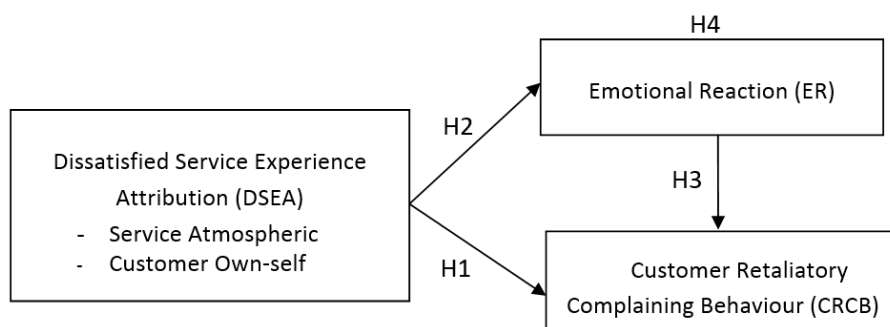 H4
Emotional Reaction (ER)
H2
Dissatisfied Service Experience
Attribution (DSEA)
- Service Atmospheric
- Customer Own-self
H3
H1
Customer Retaliatory
Complaining Behaviour (CRCB)